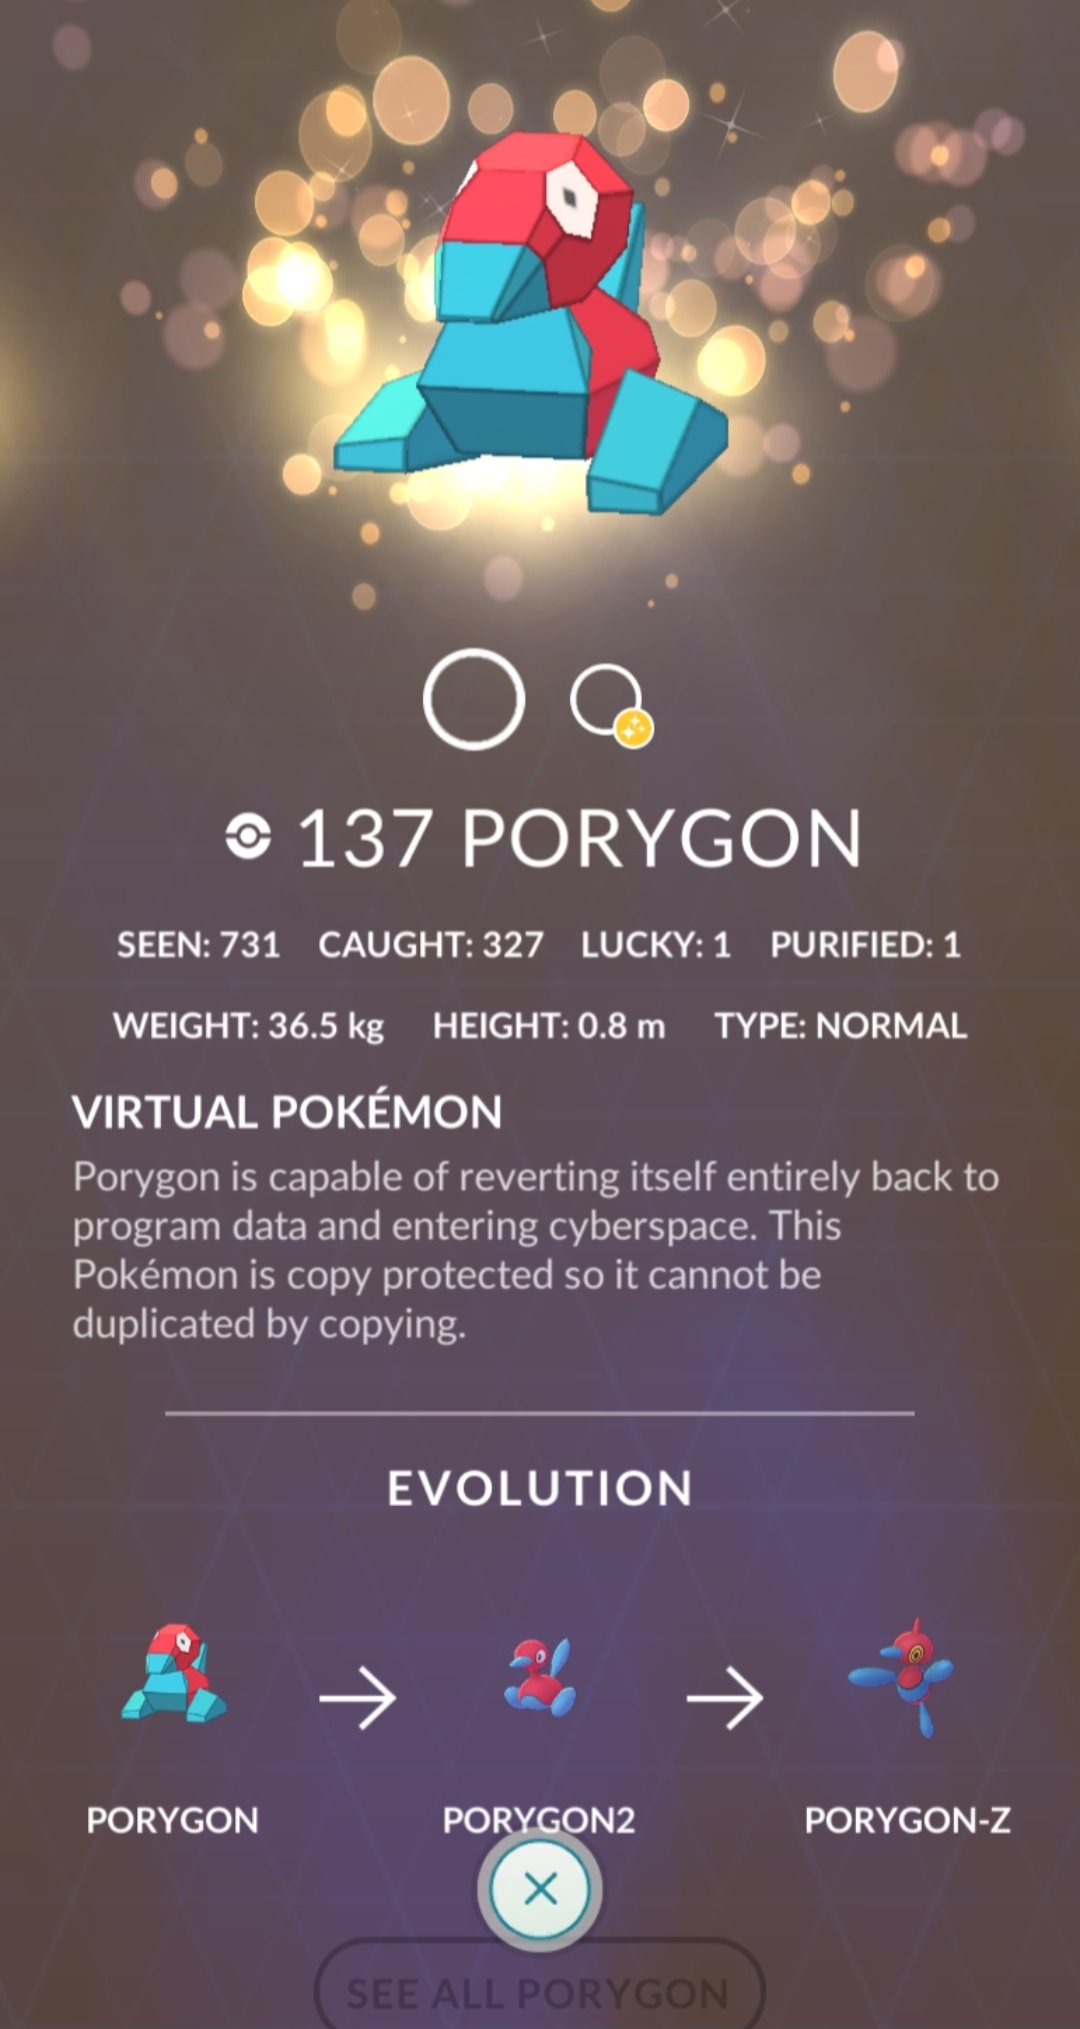 137 PORYGON
SEEN: 731 CAUGHT: 327 LUCKY: 1 PURIFIED: 1
WEIGHT: 36.5 kg HEIGHT: 0.8 m TYPE: NORMAL
VIRTUAL POKÉMON
Porygon is capable of reverting itself entirely back to
program data and entering cyberspace. This
Pokémon is copy protected so it cannot be
duplicated by copying.
EVOLUTION
PORYGON PORYGON2 PORYGON-Z
SEE ALL PORYGON